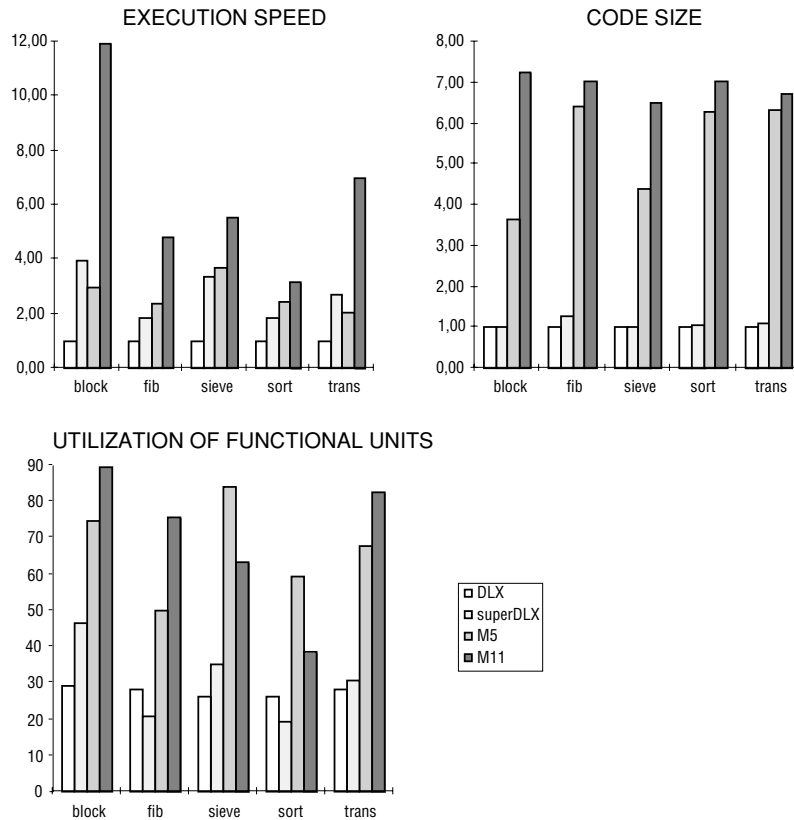 EXECUTION SPEED
12,00
10,00
8,00
6,00
4,00
2,00
0,00
block fib sieve sort trans
CODE SIZE
8,00
7,00
6,00
5,00
4,00
3,00
2,00
1,00
0,00
block fib sieve sort trans
UTILIZATION OF FUNCTIONAL UNITS
90
80
70
60
50
40
30
20
10
0
block fib sieve sort trans
DLX
superDLX
M5
M11